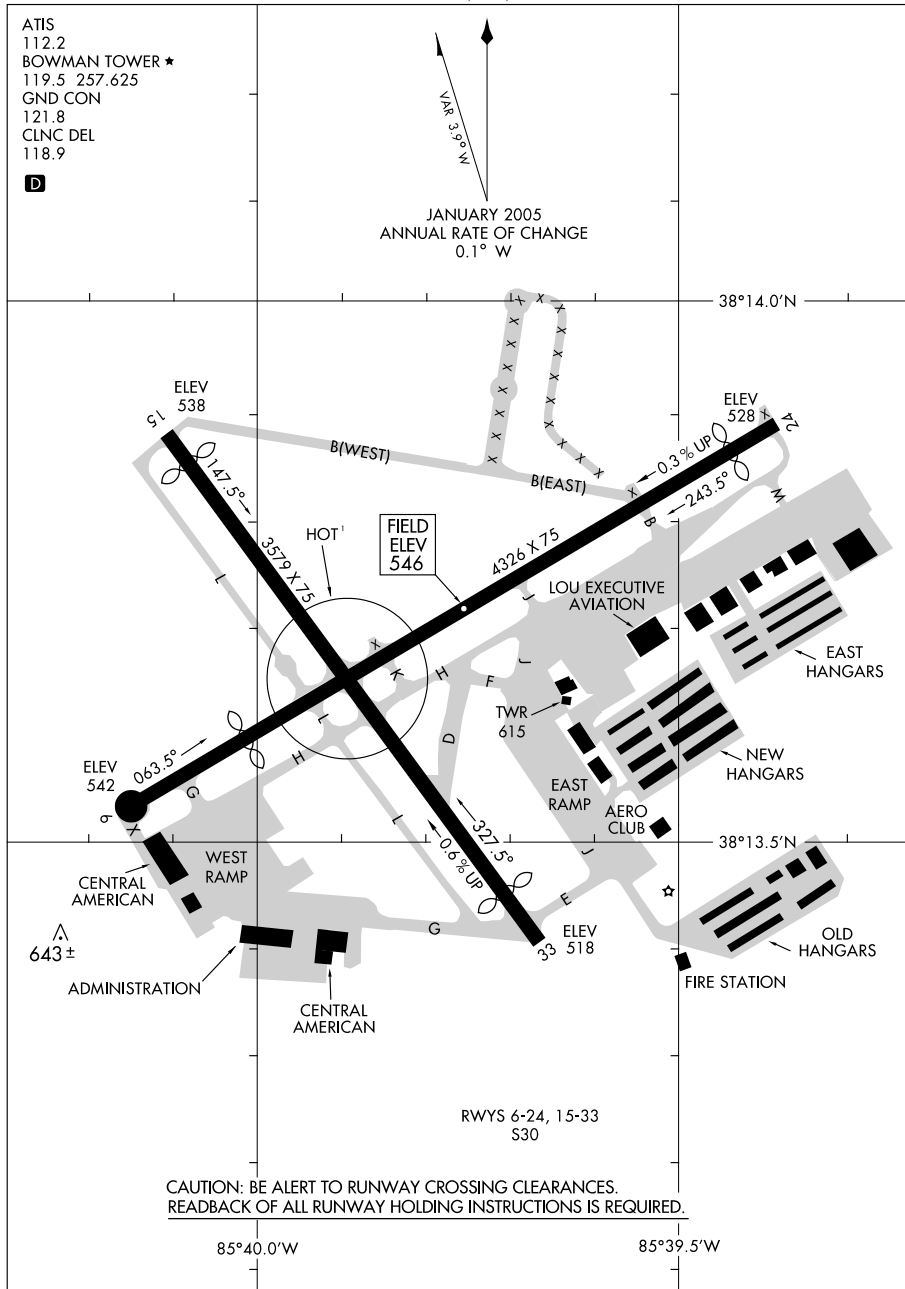 ATIS
112.2
BOWMAN TOWER ★
119.5 257.625
GND CON
121.8
CLNC DEL
118.9
D
VAR 3.9° W
JANUARY 2005
ANNUAL RATE OF CHANGE
0.1° W
38°14.0'N
X X X X X X X X X
X X X X X X X X X
ELEV
538
15
ELEV
528
X
24
B(WEST)
B(EAST)
X
0.3 % UP
243.5°
147.5°
B
W
HOT 1
FIELD
ELEV
546
4326 X 75
3579 X 75
L
J
LOU EXECUTIVE
AVIATION
EAST
HANGARS
X
K
H
F
J
L
TWR
615
D
H
063.5°
ELEV
542
G
6
X
NEW
HANGARS
EAST
RAMP
AERO
CLUB
L
327.5°
0.6 % UP
J
38°13.5'N
WEST
RAMP
CENTRAL
AMERICAN
E
G
ELEV
518
33
643 ±
OLD
HANGARS
ADMINISTRATION
FIRE STATION
CENTRAL
AMERICAN
RWYS 6-24, 15-33
S30
CAUTION: BE ALERT TO RUNWAY CROSSING CLEARANCES.
READBACK OF ALL RUNWAY HOLDING INSTRUCTIONS IS REQUIRED.
85°40.0'W
85°39.5'W